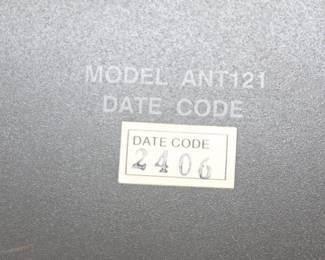 MODEL ANT121
DATE CODE
DATE CODE
2406